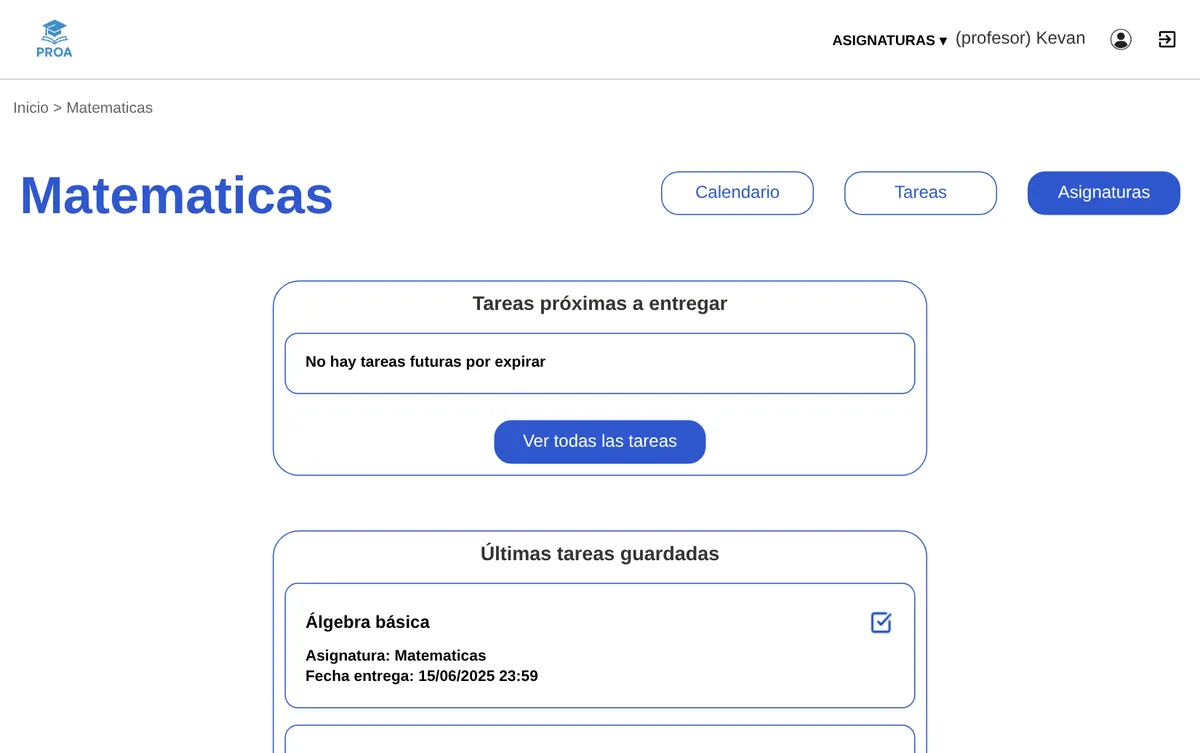 PROA
ASIGNATURAS ▾ (profesor) Kevan
Inicio > Matematicas
Matematicas
Calendario
Tareas
Asignaturas
Tareas próximas a entregar
No hay tareas futuras por expirar
Ver todas las tareas
Últimas tareas guardadas
Álgebra básica
Asignatura: Matematicas
Fecha entrega: 15/06/2025 23:59